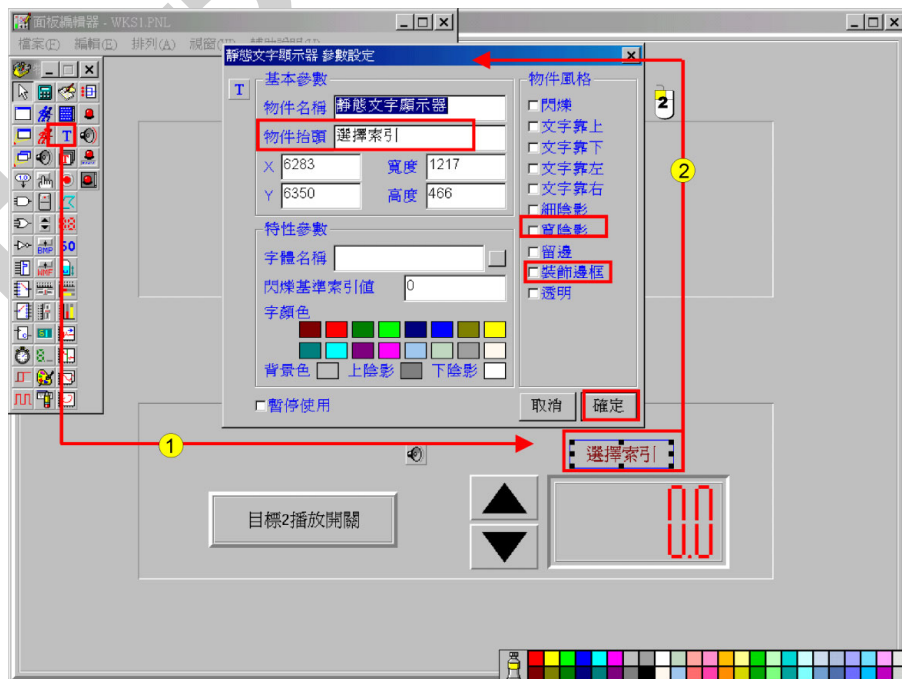 面板編輯器 - WKS1.PNL
檔案(F) 編輯(E) 排列(A) 視窗
靜態文字顯示器 參數設定
T
基本參數
物件名稱 靜態文字顯示器
物件抬頭 選擇索引
X 6283 寬度 1217
Y 6350 高度 466
特性參數
字體名稱
閃爍基準索引值 0
字顏色
背景色 上陰影 下陰影
暫停使用
物件風格
閃爍
文字靠上
文字靠下
文字靠左
文字靠右
細陰影
寬陰影
留邊
裝飾邊框
透明
取消 確定
2
2
1
T
BMP
50
選擇索引
目標2播放開關
0.0